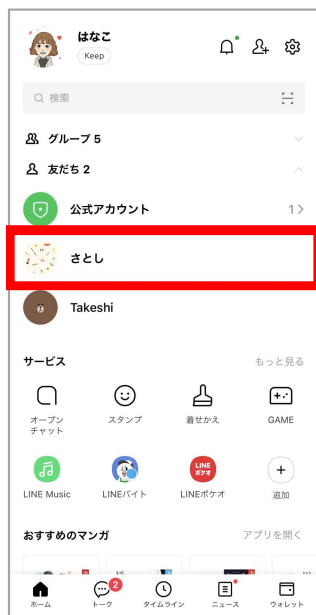 はなこ
Keep
検索
グループ 5
友だち 2
公式アカウント 1
さとし
Takeshi
サービス もっと見る
オープン
チャット
スタンプ
着せかえ
GAME
LINE Music
LINEバイト
LINE
ポケオ
LINEポケオ
追加
おすすめのマンガ アプリを開く
2
ホーム
トーク
タイムライン
ニュース
ウォレット